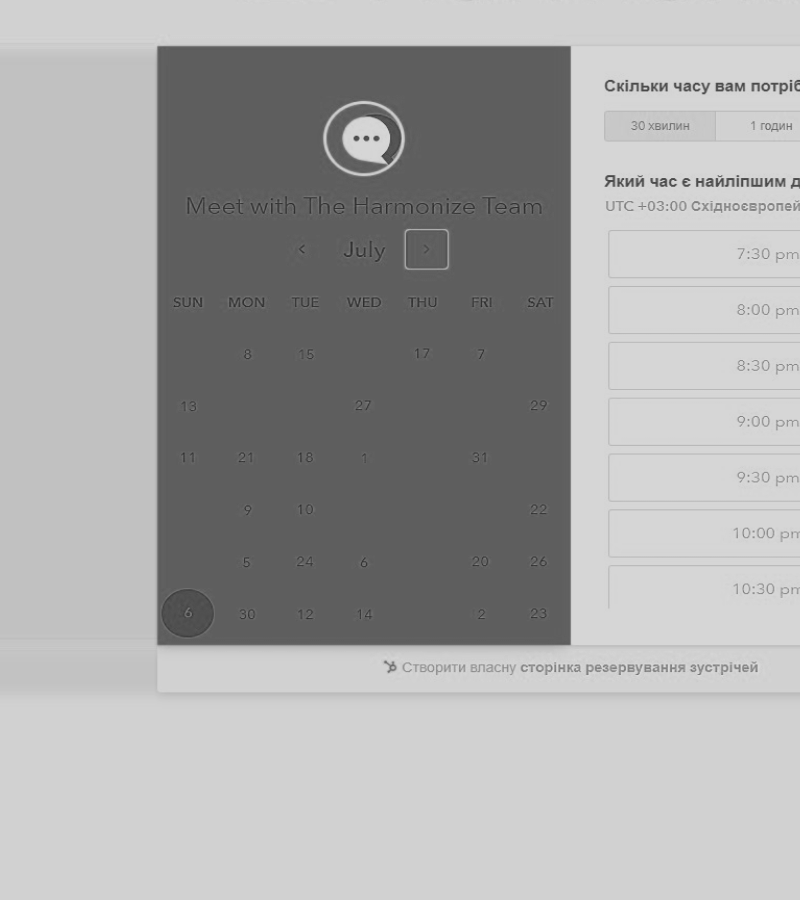 Meet with The Harmonize Team
July
SUN MON TUE WED THU FRI SAT
8 15 17 7
13 27 29
11 21 18 1 31
9 10 22
5 24 6 20 26
6 30 12 14 2 23
Скільки часу вам потріб
30 хвилин 1 годин
Який час є найліпшим д
UTC +03:00 Східноєвропей
7:30 pm
8:00 pm
8:30 pm
9:00 pm
9:30 pm
10:00 pm
10:30 pm
Створити власну сторінка резервування зустрічей